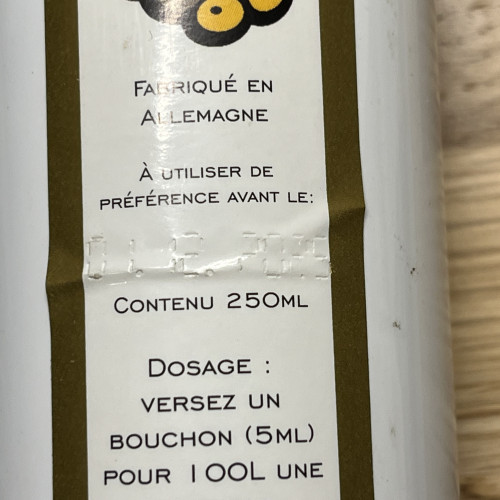 FABRIQUÉ EN
ALLEMAGNE
À UTILISER DE
PRÉFÉRENCE AVANT LE:
CONTENU 250ML
DOSAGE :
VERSEZ UN
BOUCHON (5ML)
POUR 100L UNE